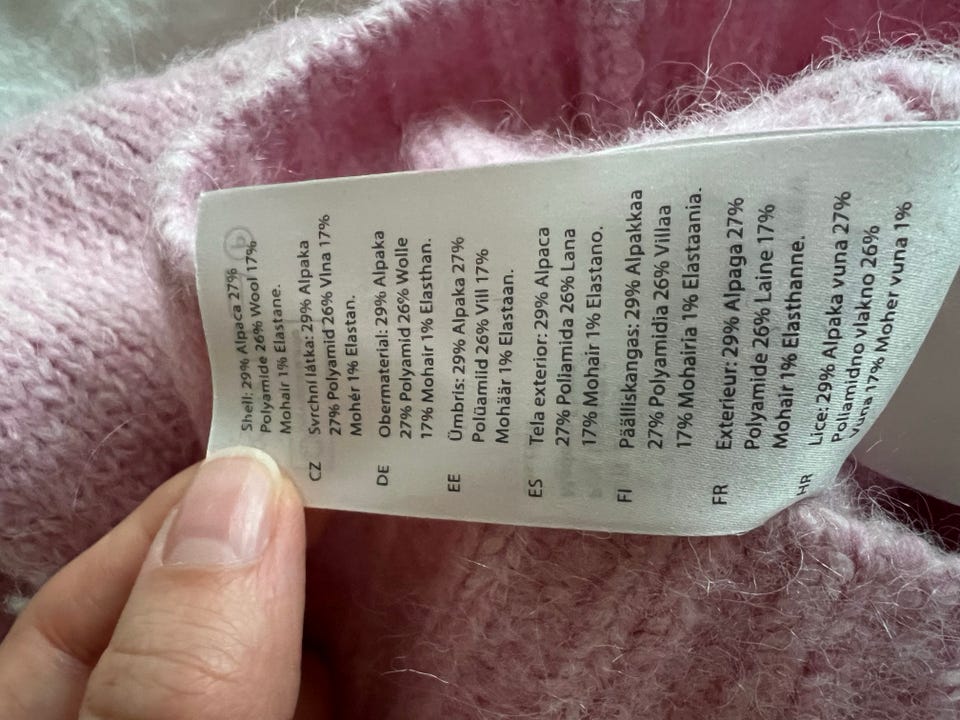 Shell: 29% Alpaca 27%
Polyamide 26% Wool 17%
Mohair 1% Elastane.
CZ Svrchní látka: 29% Alpaka
27% Polyamid 26% Vlna 17%
Mohér 1% Elastan.
DE Obermaterial: 29% Alpaka
27% Polyamid 26% Wolle
17% Mohair 1% Elasthan.
EE Ümbris: 29% Alpaka 27%
Polüamiid 26% Vill 17%
Mohäär 1% Elastaan.
ES Tela exterior: 29% Alpaca
27% Poliamida 26% Lana
17% Mohair 1% Elastano.
FI Päälliskangas: 29% Alpakkaa
27% Polyamidia 26% Villaa
17% Mohairia 1% Elastaania.
FR Exterieur: 29% Alpaga 27%
Polyamide 26% Laine 17%
Mohair 1% Elasthanne.
HR Lice: 29% Alpaka vuna 27%
Poliamidno vlakno 26%
Vuna 17% Moher vuna 1%